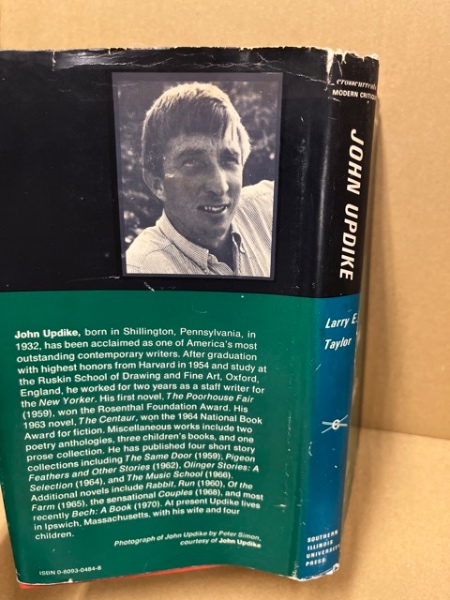 crosscurrents
MODERN CRITIQUES
JOHN UPDIKE
Larry E.
Taylor
SOUTHERN
ILLINOIS
UNIVERSITY
PRESS
John Updike, born in Shillington, Pennsylvania, in
1932, has been acclaimed as one of America's most
outstanding contemporary writers. After graduation
with highest honors from Harvard in 1954 and study at
the Ruskin School of Drawing and Fine Art, Oxford,
England, he worked for two years as a staff writer for
the New Yorker. His first novel, The Poorhouse Fair
(1959), won the Rosenthal Foundation Award. His
1963 novel, The Centaur, won the 1964 National Book
Award for fiction. Miscellaneous works include two
poetry anthologies, three children's books, and one
prose collection. He has published four short story
collections including The Same Door (1959), Pigeon
Feathers and Other Stories (1962), Olinger Stories: A
Selection (1964), and The Music School (1966).
Additional novels include Rabbit, Run (1960), Of the
Farm (1965), the sensational Couples (1968), and most
recently Bech: A Book (1970). At present Updike lives
in Ipswich, Massachusetts, with his wife and four
children.
Photograph of John Updike by Peter Simon,
courtesy of John Updike
ISBN 0-8093-0484-8